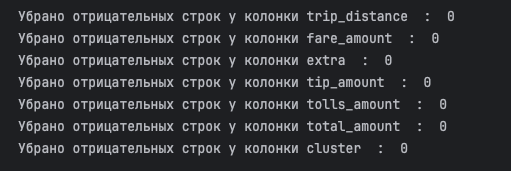 Убрано отрицательных строк у колонки trip_distance  :  0
Убрано отрицательных строк у колонки fare_amount  :  0
Убрано отрицательных строк у колонки extra  :  0
Убрано отрицательных строк у колонки tip_amount  :  0
Убрано отрицательных строк у колонки tolls_amount  :  0
Убрано отрицательных строк у колонки total_amount  :  0
Убрано отрицательных строк у колонки cluster  :  0